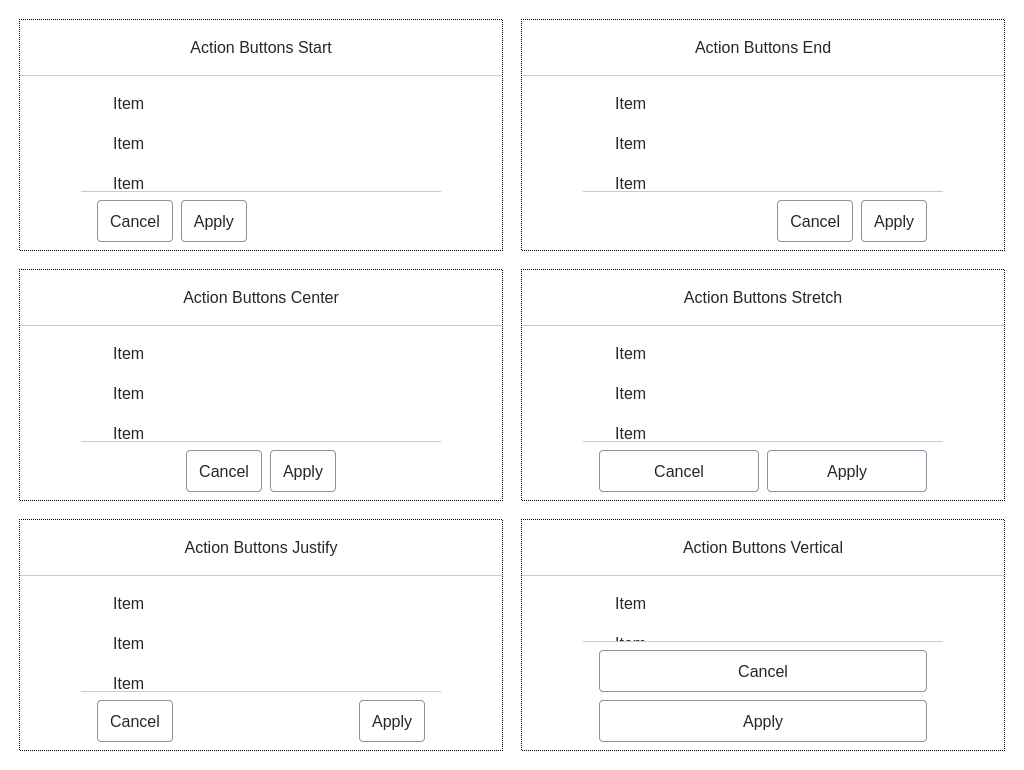 Action Buttons Start
Item
Item
Item
Cancel Apply
Action Buttons End
Item
Item
Item
Cancel Apply
Action Buttons Center
Item
Item
Item
Cancel Apply
Action Buttons Stretch
Item
Item
Item
Cancel Apply
Action Buttons Justify
Item
Item
Item
Cancel Apply
Action Buttons Vertical
Item
Cancel
Apply